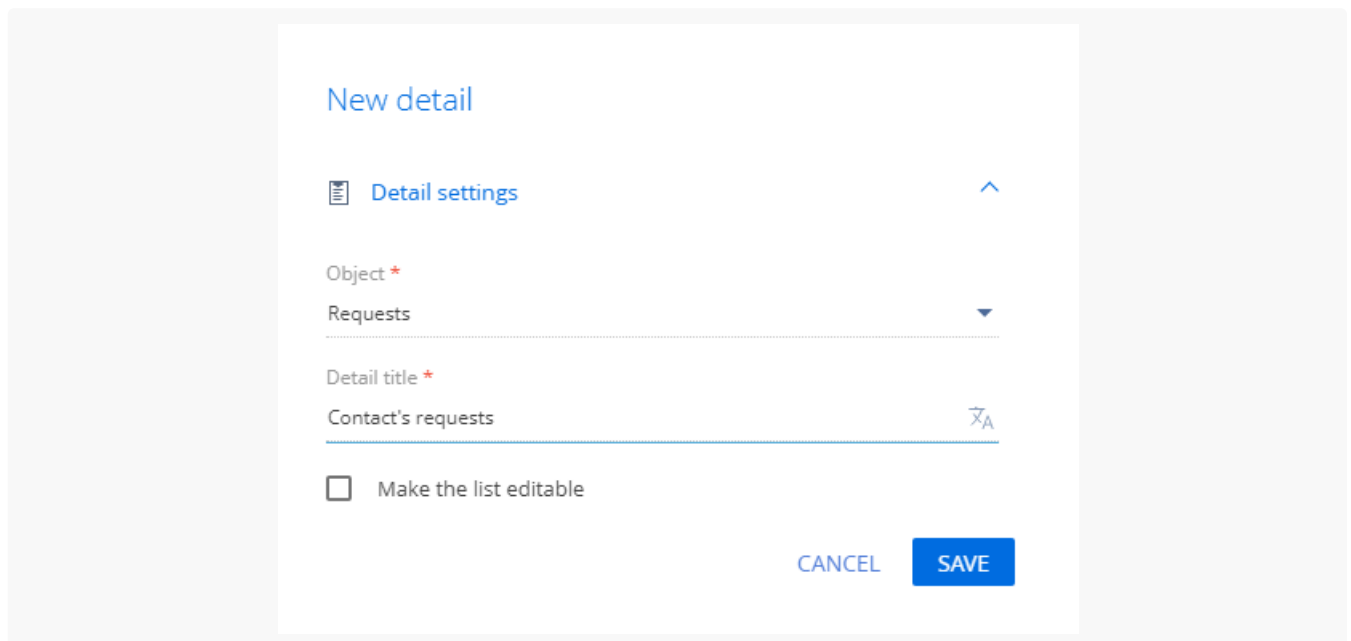 New detail
Detail settings
Object *
Requests
Detail title *
Contact's requests
Make the list editable
CANCEL SAVE